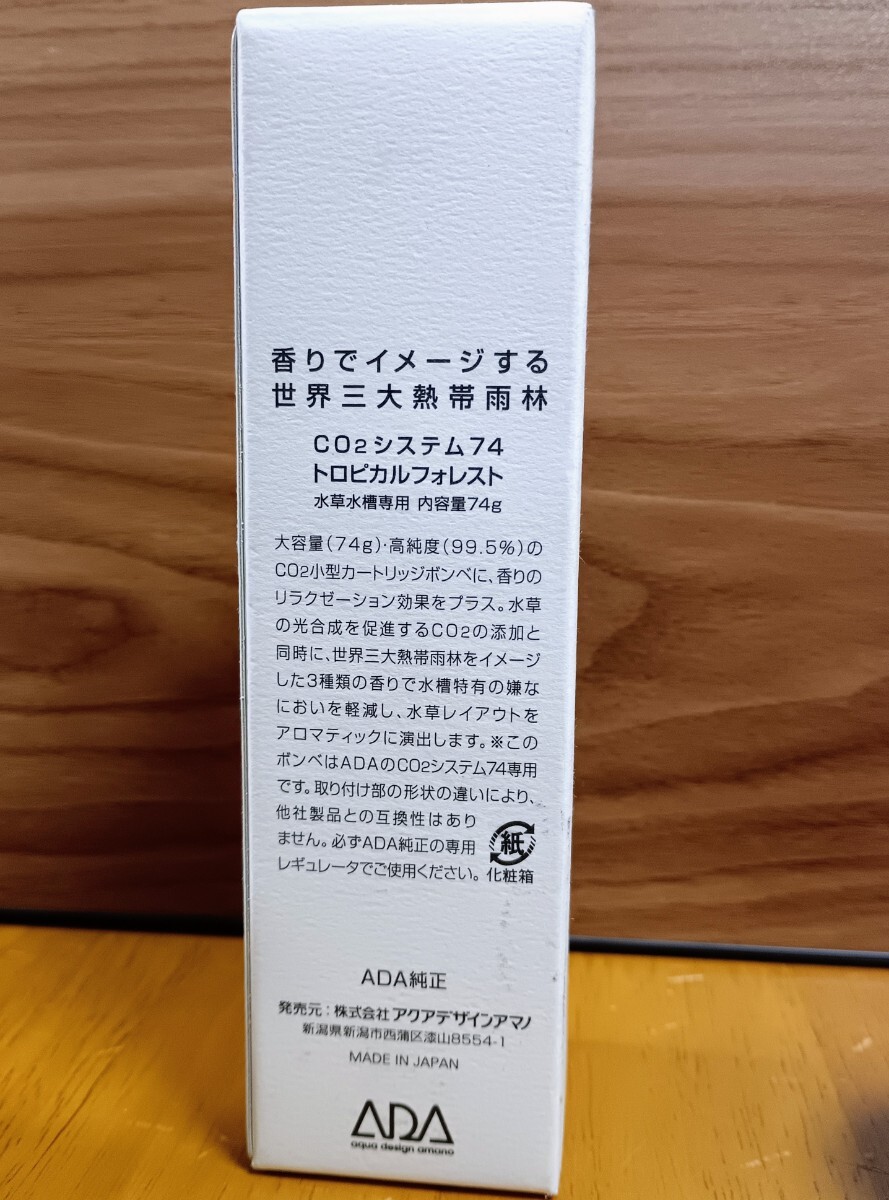 香りでイメージする
世界三大熱帯雨林
CO2システム74
トロピカルフォレスト
水草水槽専用 内容量74g
大容量(74g)・高純度(99.5%)の
CO2小型カートリッジボンベに、香りの
リラクゼーション効果をプラス。水草
の光合成を促進するCO2の添加と
同時に、世界三大熱帯雨林をイメージ
した3種類の香りで水槽特有の嫌な
においを軽減し、水草レイアウトを
アロマティックに演出します。※この
ボンベはADAのCO2システム74専用
です。取り付け部の形状の違いにより、
他社製品との互換性はあり
ません。必ずADA純正の専用
レギュレータでご使用ください。
紙
化粧箱
ADA純正
発売元：株式会社アクアデザインアマノ
新潟県新潟市西蒲区漆山8554-1
MADE IN JAPAN
ADA
aqua design amano